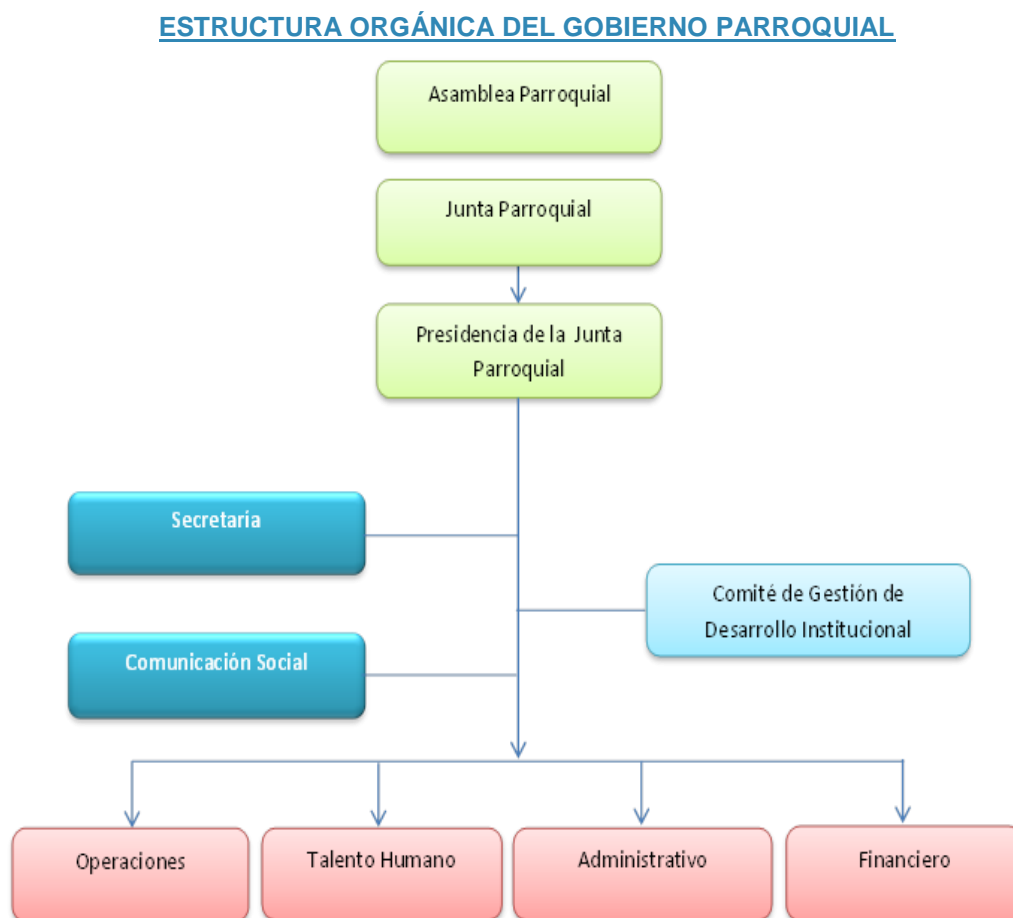 ESTRUCTURA ORGÁNICA DEL GOBIERNO PARROQUIAL
Asamblea Parroquial
Junta Parroquial
Presidencia de la Junta
Parroquial
Secretaría
Comité de Gestión de
Desarrollo Institucional
Comunicación Social
Operaciones
Talento Humano
Administrativo
Financiero